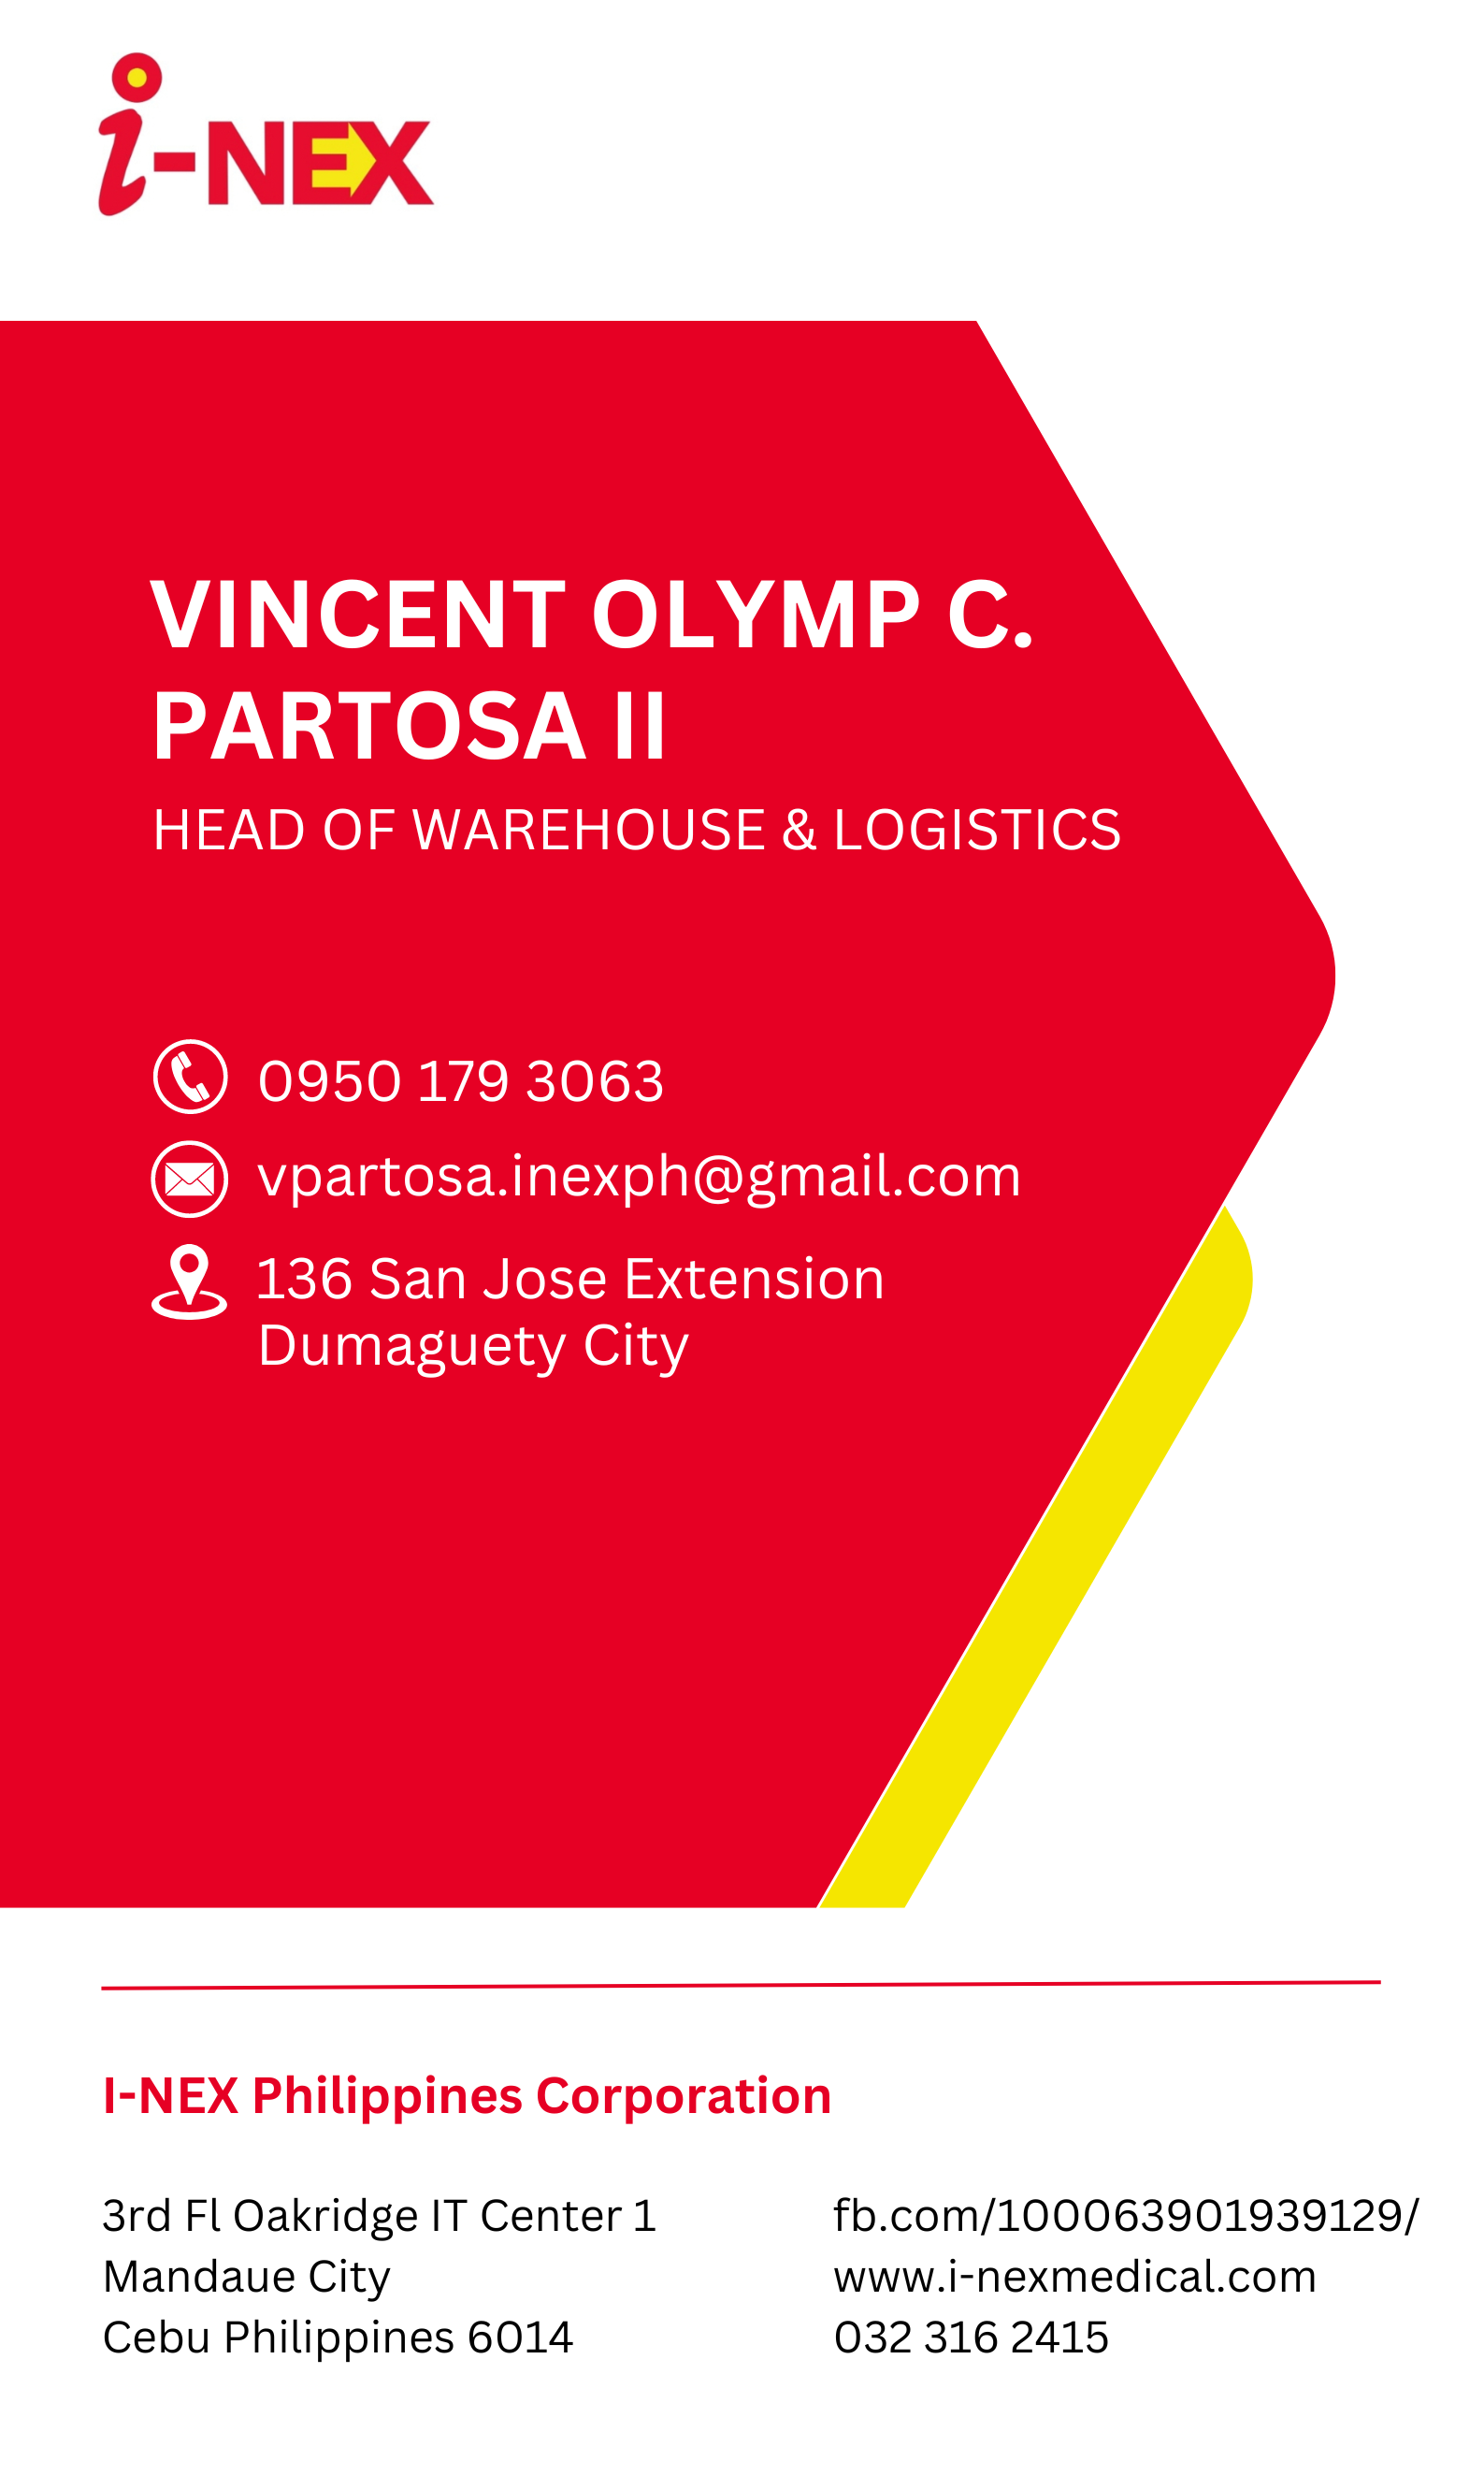 i-NEX
VINCENT OLYMP C.
PARTOSA II
HEAD OF WAREHOUSE & LOGISTICS
0950 179 3063
vpartosa.inexph@gmail.com
136 San Jose Extension
Dumaguety City
I-NEX Philippines Corporation
3rd Fl Oakridge IT Center 1
Mandaue City
Cebu Philippines 6014
fb.com/100063901939129/
www.i-nexmedical.com
032 316 2415